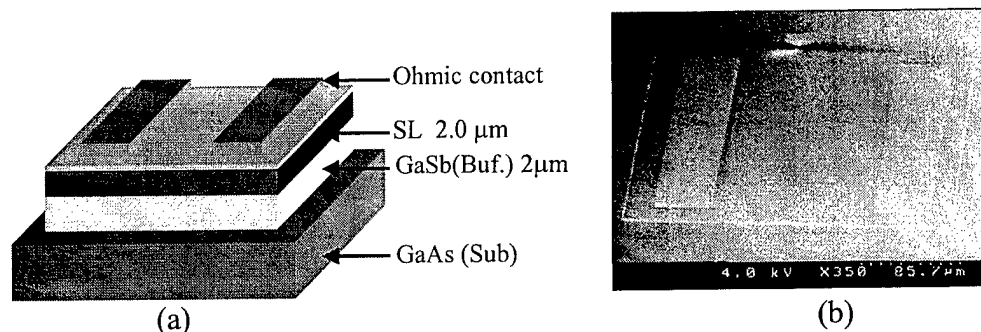 Ohmic contact
SL 2.0 μm
GaSb(Buf.) 2μm
GaAs (Sub)
(a)
4.0 kV X350 85.7μm
(b)